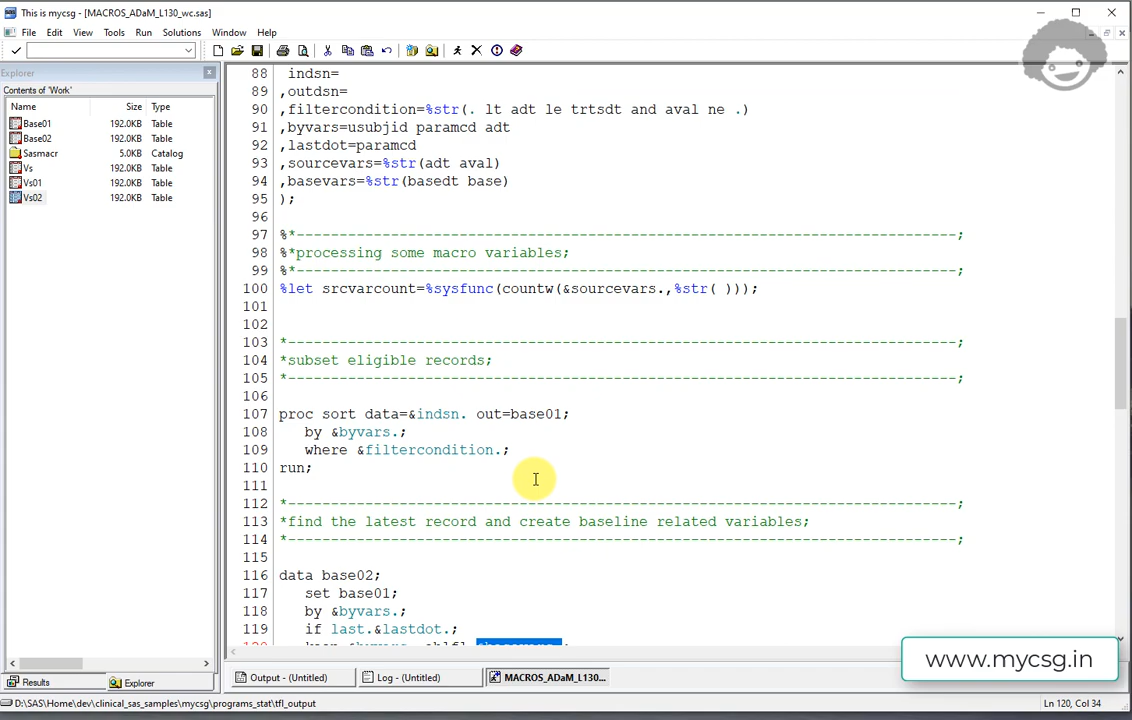 This is mycsg - [MACROS_ADaM_L130_wc.sas]
File Edit View Tools Run Solutions Window Help
Explorer
Contents of 'Work'
Name Size Type
Base01 192.0KB Table
Base02 192.0KB Table
Sasmacr 5.0KB Catalog
Vs 192.0KB Table
Vs01 192.0KB Table
Vs02 192.0KB Table
88 indsn=
89 ,outdsn=
90 ,filtercondition=%str(. lt adt le trtsdt and aval ne .)
91 ,byvars=usubjid paramcd adt
92 ,lastdot=paramcd
93 ,sourcevars=%str(adt aval)
94 ,basevars=%str(basedt base)
95 );
96
97 %*-----------------------------------------------------------------------------;
98 %*processing some macro variables;
99 %*-----------------------------------------------------------------------------;
100 %let srcvarcount=%sysfunc(countw(&sourcevars.,%str( )));
101
102
103 *------------------------------------------------------------------------------;
104 *subset eligible records;
105 *------------------------------------------------------------------------------;
106
107 proc sort data=&indsn. out=base01;
108 by &byvars.;
109 where &filtercondition.;
110 run;
111
112 *------------------------------------------------------------------------------;
113 *find the latest record and create baseline related variables;
114 *------------------------------------------------------------------------------;
115
116 data base02;
117 set base01;
118 by &byvars.;
119 if last.&lastdot.;
www.mycsg.in
Results Explorer
Output - (Untitled) Log - (Untitled) MACROS_ADaM_L130...
D:\SAS\Home\dev\clinical_sas_samples\mycsg\programs_stat\tfl_output
Ln 120, Col 34